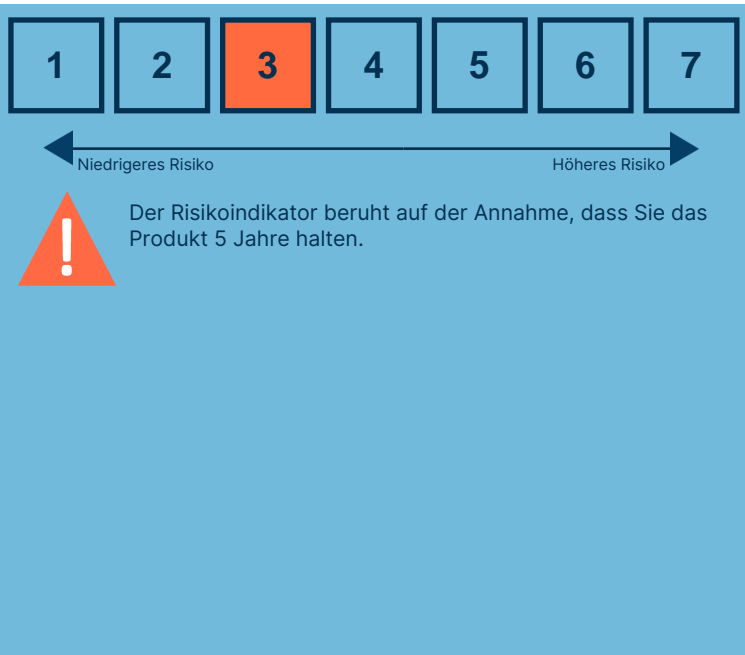 1 2 3 4 5 6 7
Niedrigeres Risiko Höheres Risiko
Der Risikoindikator beruht auf der Annahme, dass Sie das
Produkt 5 Jahre halten.